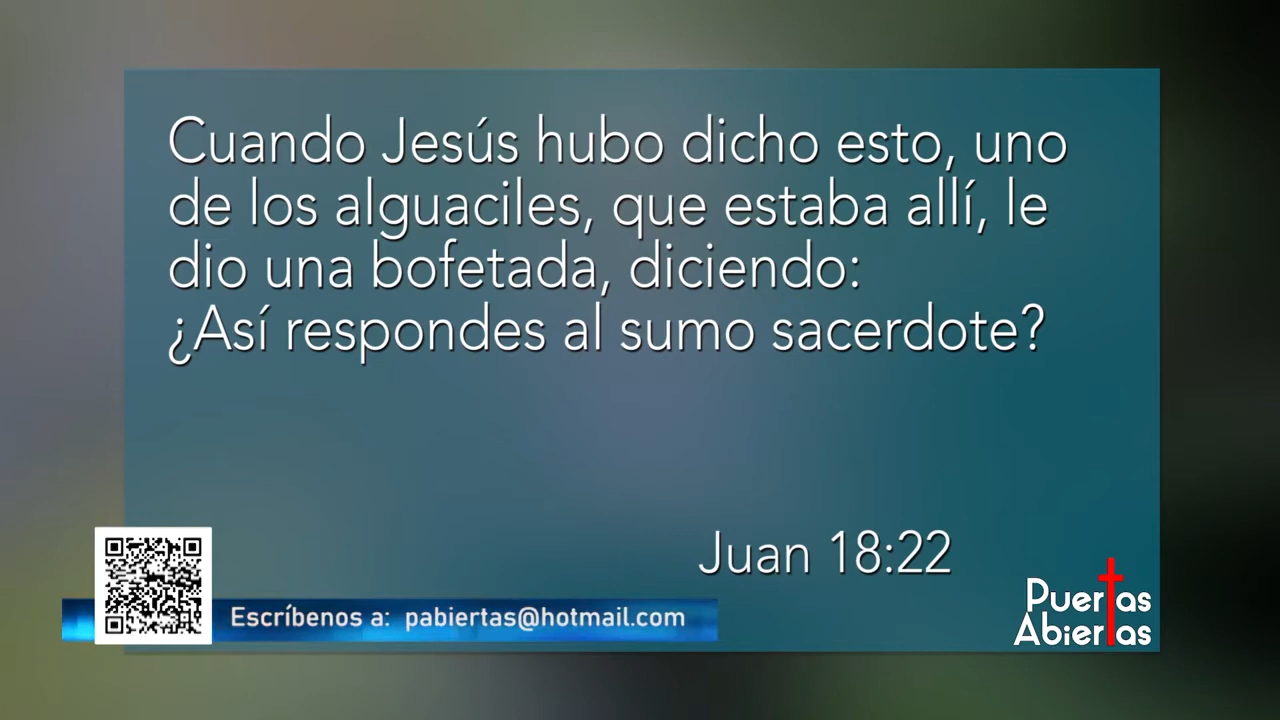 Cuando Jesús hubo dicho esto, uno
de los alguaciles, que estaba allí, le
dio una bofetada, diciendo:
¿Así respondes al sumo sacerdote?
Juan 18:22
Escríbenos a: pabiertas@hotmail.com
Puertas
Abiertas